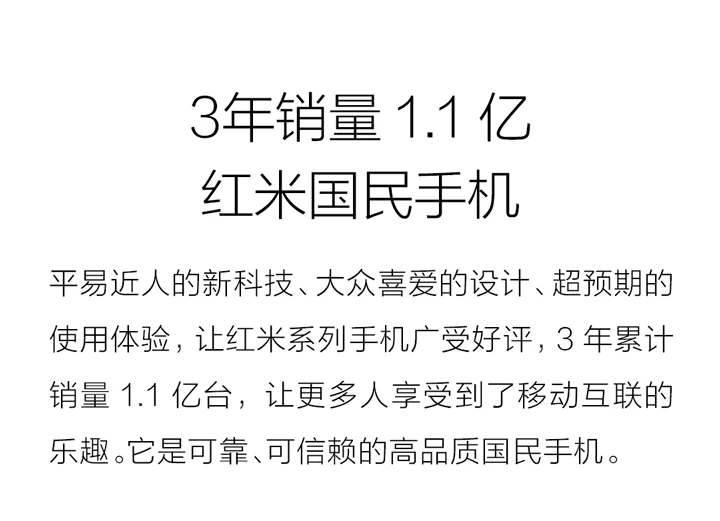 3年销量 1.1 亿
红米国民手机
平易近人的新科技、大众喜爱的设计、超预期的
使用体验，让红米系列手机广受好评，3 年累计
销量 1.1 亿台，让更多人享受到了移动互联的
乐趣。它是可靠、可信赖的高品质国民手机。